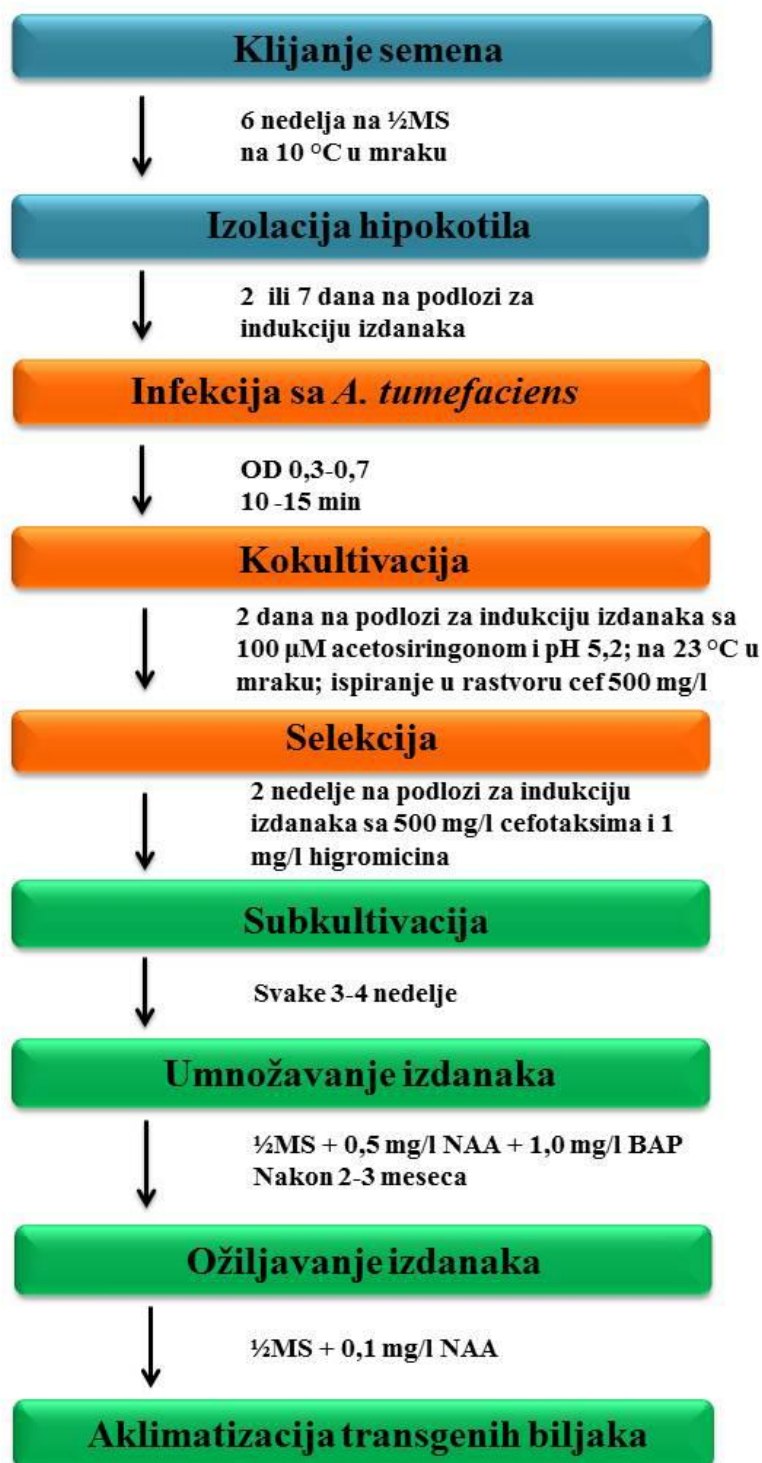 Klijanje semena
6 nedelja na ½MS
na 10 °C u mraku
Izolacija hipokotila
2 ili 7 dana na podlozi za
indukciju izdanaka
Infekcija sa A. tumefaciens
OD 0,3-0,7
10 -15 min
Kokultivacija
2 dana na podlozi za indukciju izdanaka sa
100 µM acetosiringonom i pH 5,2; na 23 °C u
mraku; ispiranje u rastvoru cef 500 mg/l
Selekcija
2 nedelje na podlozi za indukciju
izdanaka sa 500 mg/l cefotaksima i 1
mg/l higromicina
Subkultivacija
Svake 3-4 nedelje
Umnožavanje izdanaka
½MS + 0,5 mg/l NAA + 1,0 mg/l BAP
Nakon 2-3 meseca
Ožiljavanje izdanaka
½MS + 0,1 mg/l NAA
Aklimatizacija transgenih biljaka